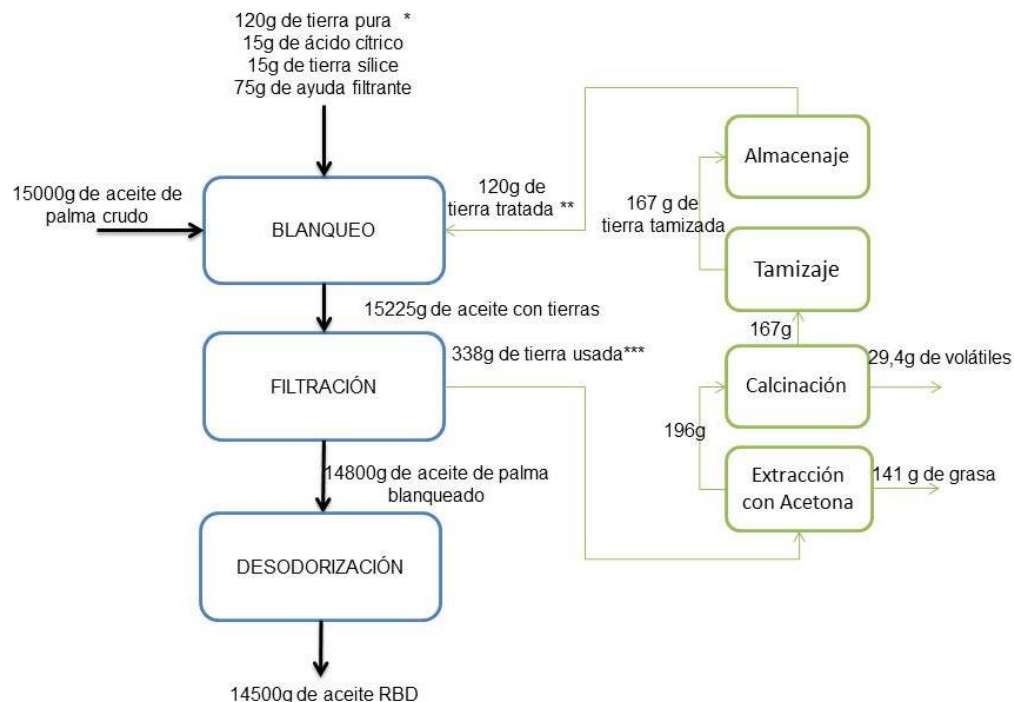 120g de tierra pura *
15g de ácido cítrico
15g de tierra sílice
75g de ayuda filtrante
15000g de aceite de
palma crudo
BLANQUEO
120g de
tierra tratada **
167 g de
tierra tamizada
Almacenaje
Tamizaje
15225g de aceite con tierras
167g
338g de tierra usada***
29,4g de volátiles
FILTRACIÓN
Calcinación
196g
14800g de aceite de palma
blanqueado
Extracción
con Acetona
141 g de grasa
DESODORIZACIÓN
14500g de aceite RBD